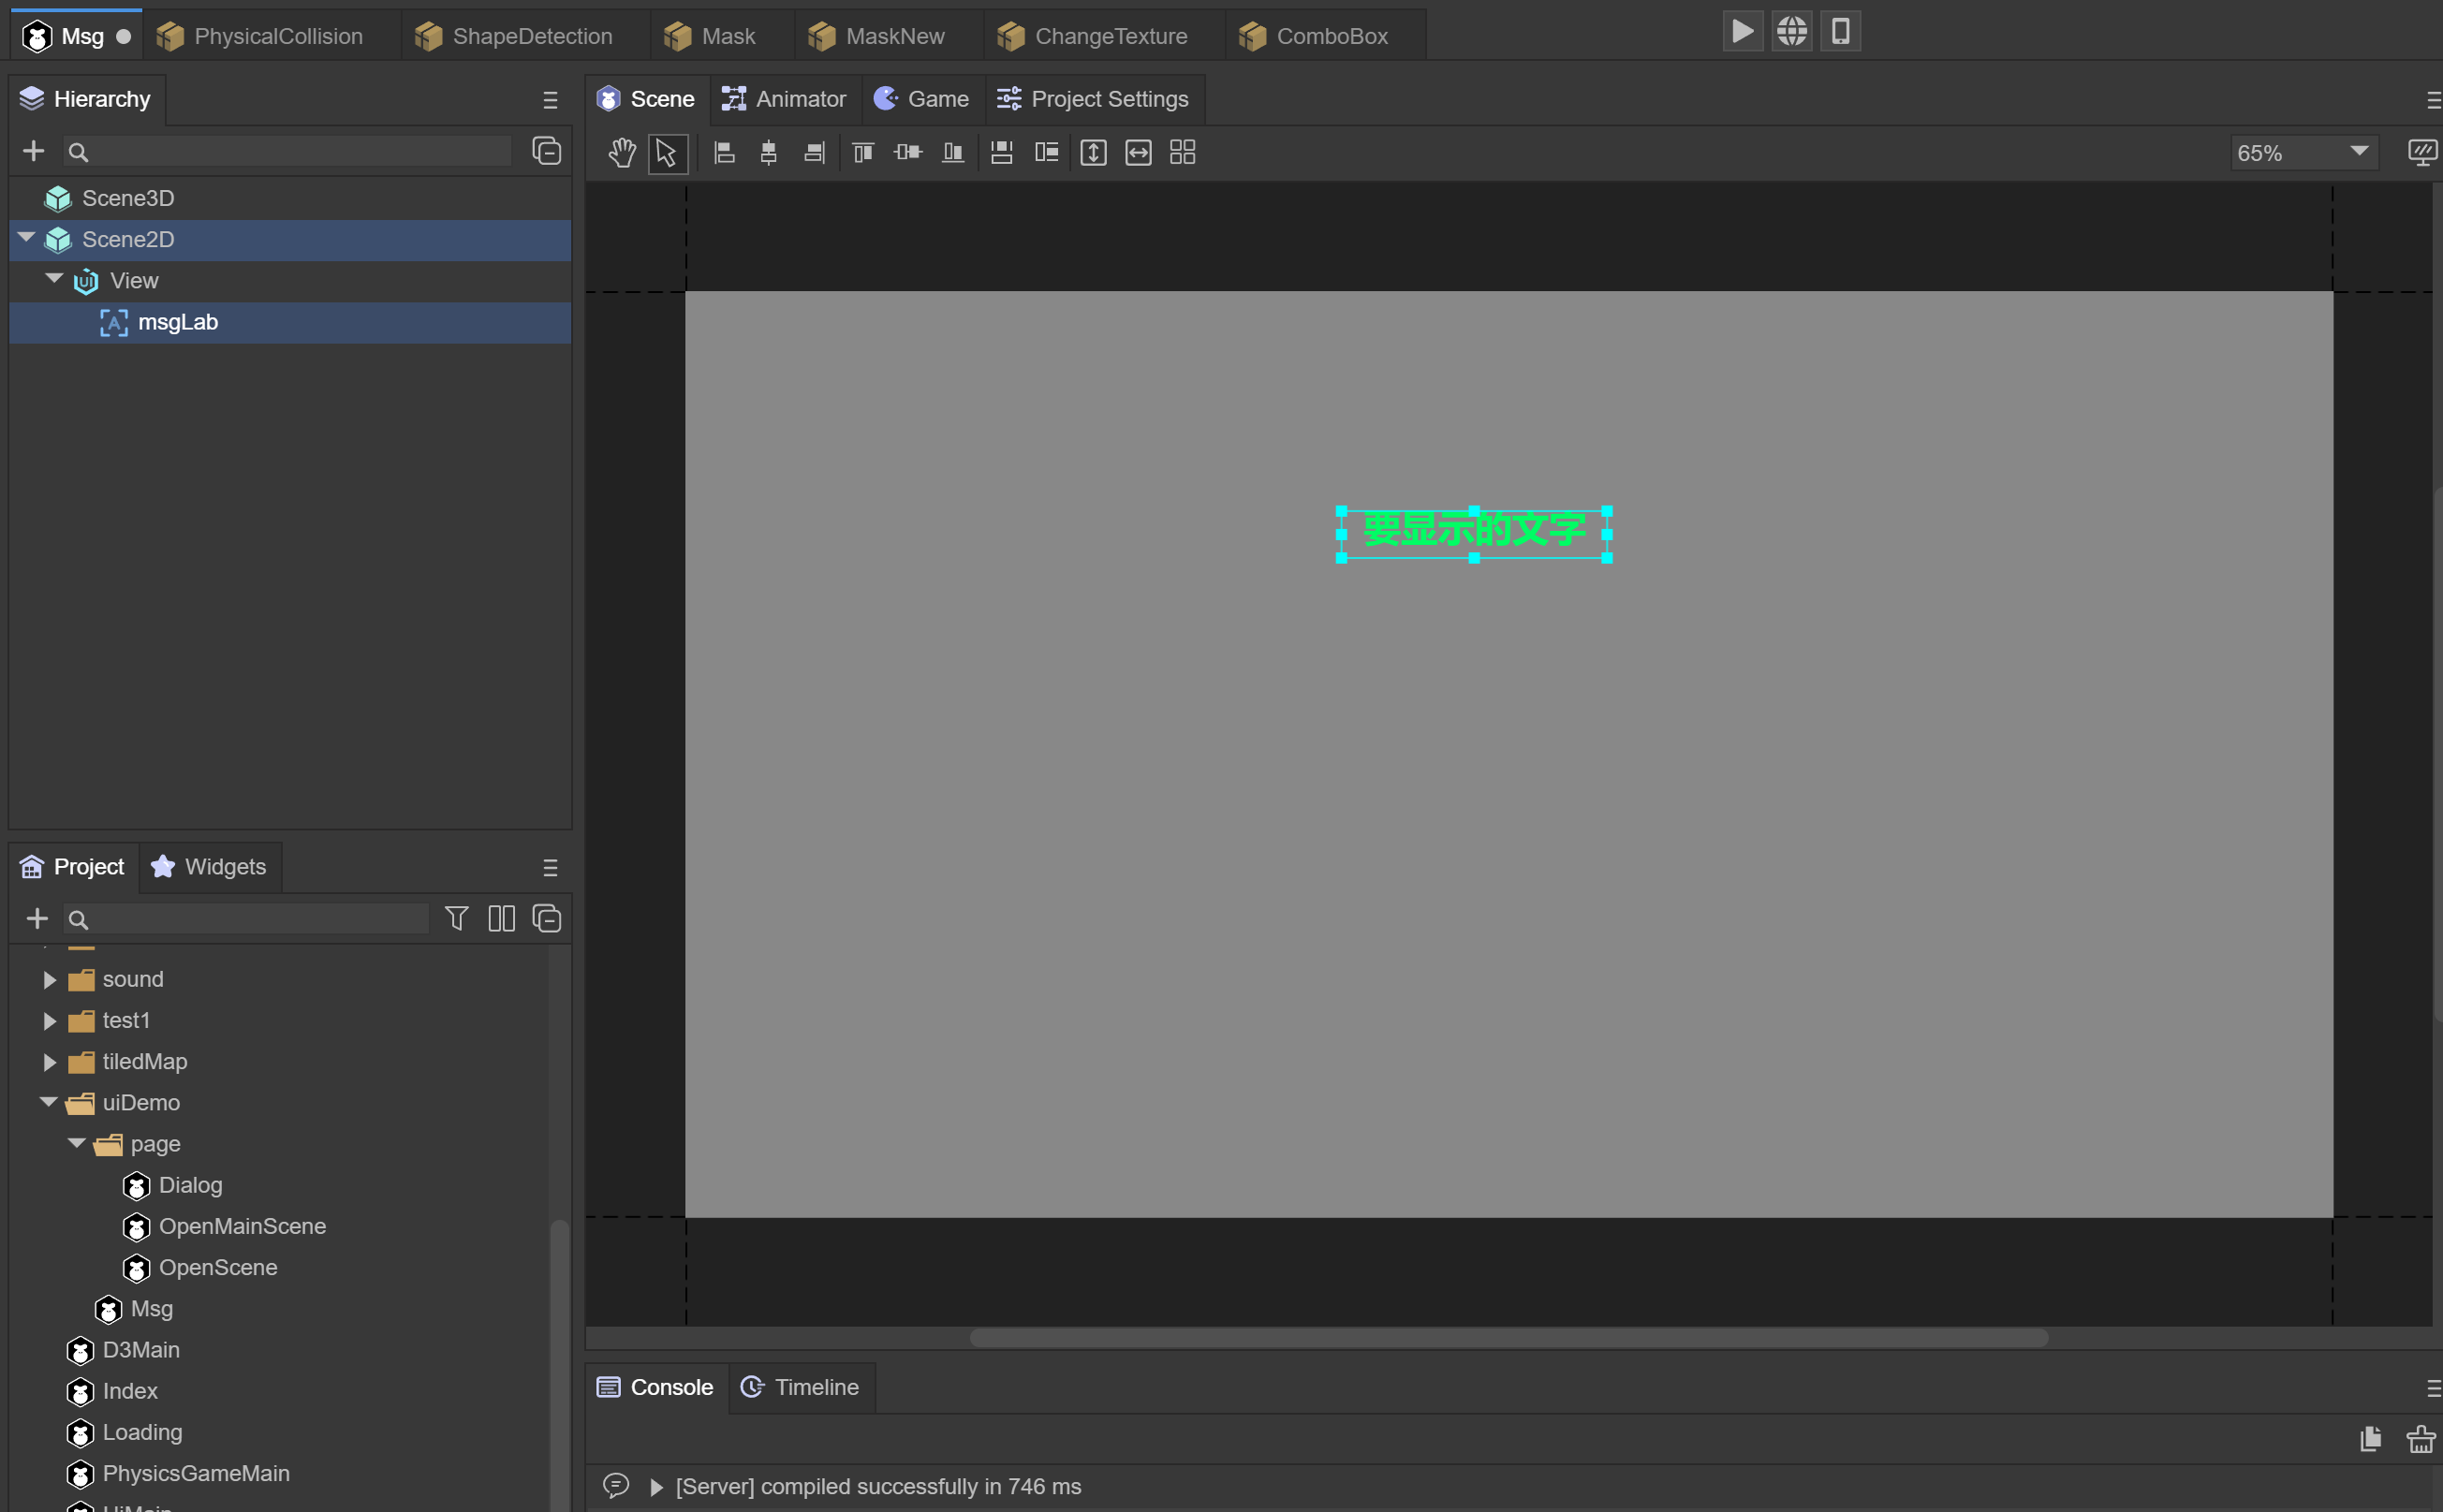 Msg PhysicalCollision ShapeDetection Mask MaskNew ChangeTexture ComboBox
Hierarchy
Scene3D
Scene2D
View
msgLab
Scene Animator Game Project Settings
65%
要显示的文字
Project Widgets
sound
test1
tiledMap
uiDemo
page
Dialog
OpenMainScene
OpenScene
Msg
D3Main
Index
Loading
PhysicsGameMain
Console Timeline
[Server] compiled successfully in 746 ms